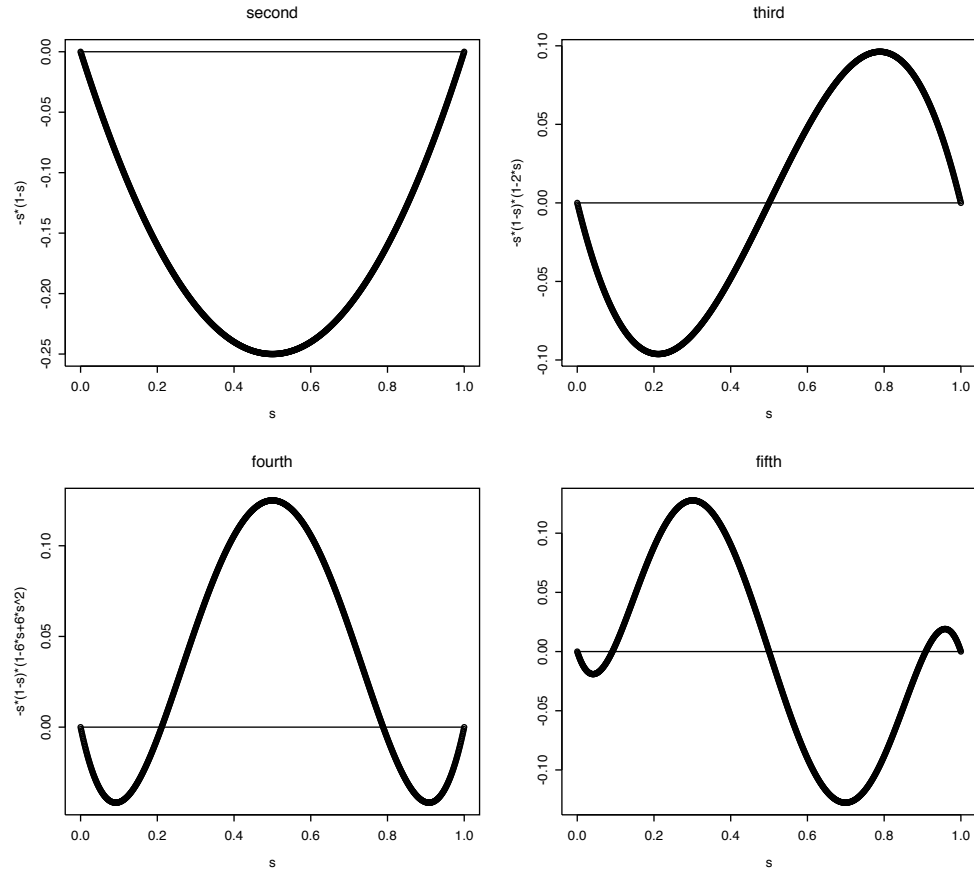 second
0.00
-0.05
-0.10
-0.15
-0.20
-0.25
-s*(1-s)
0.0 0.2 0.4 0.6 0.8 1.0
s
third
0.10
0.05
0.00
-0.05
-0.10
-s*(1-s)*(1-2*s)
0.0 0.2 0.4 0.6 0.8 1.0
s
fourth
0.10
0.05
0.00
-s*(1-s)*(1-6*s+6*s^2)
0.0 0.2 0.4 0.6 0.8 1.0
s
fifth
0.10
0.05
0.00
-0.05
-0.10
0.0 0.2 0.4 0.6 0.8 1.0
s